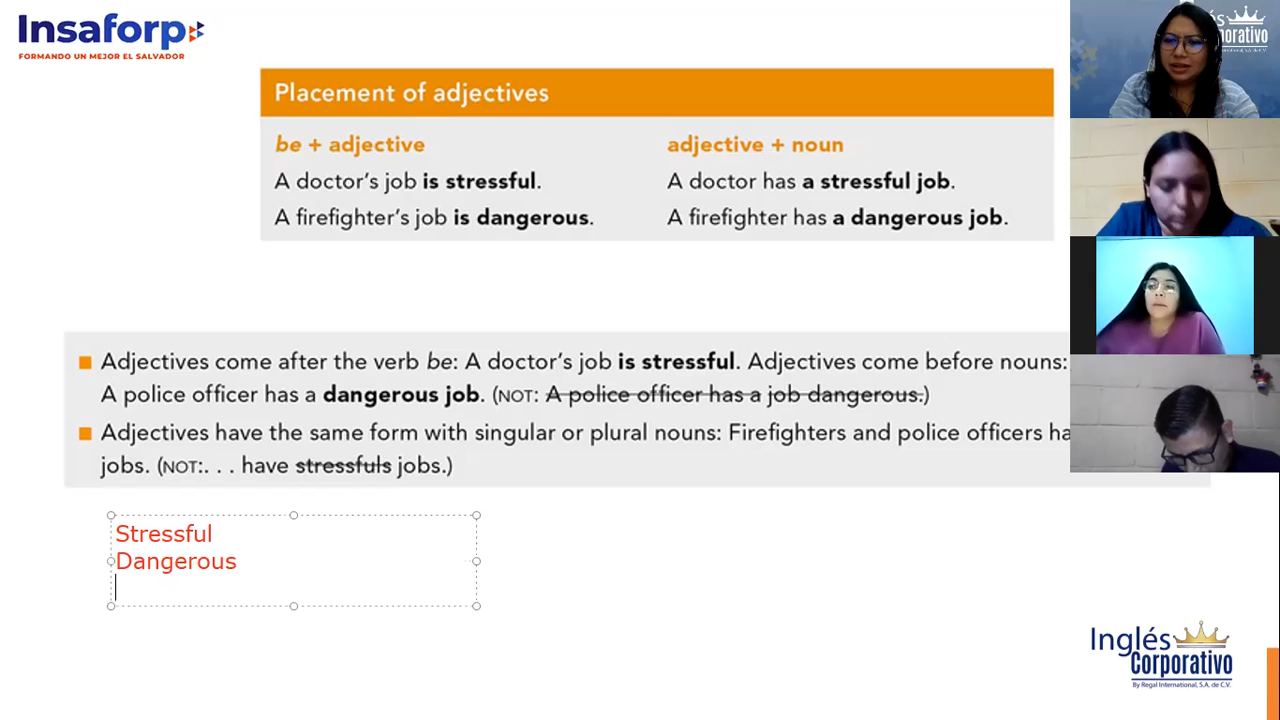 Insaforp
FORMANDO UN MEJOR EL SALVADOR
Placement of adjectives
be + adjective
A doctor's job is stressful.
A firefighter's job is dangerous.
adjective + noun
A doctor has a stressful job.
A firefighter has a dangerous job.
Adjectives come after the verb be: A doctor's job is stressful. Adjectives come before nouns:
A police officer has a dangerous job. (NOT: A police officer has a job dangerous.)
Adjectives have the same form with singular or plural nouns: Firefighters and police officers
jobs. (NOT:. . . have stressfuls jobs.)
Stressful
Dangerous
Inglés
Corporativo
By Regal International, S.A. de C.V.